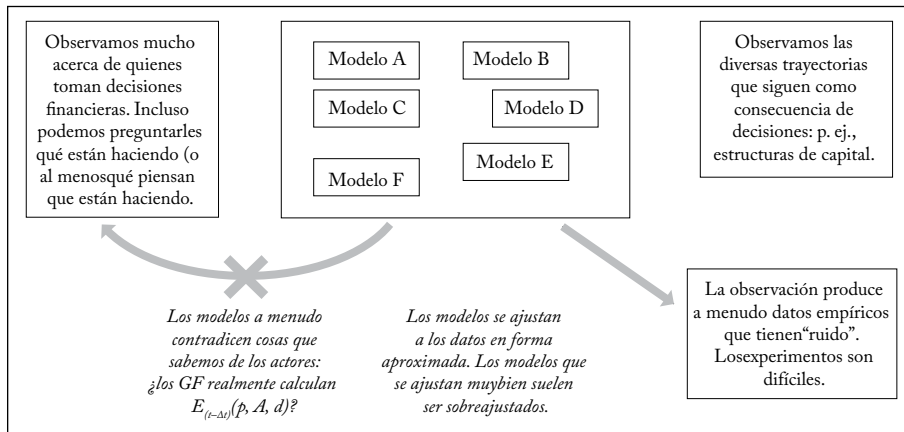 Observamos mucho
acerca de quienes
toman decisiones
financieras. Incluso
podemos preguntarles
qué están haciendo (o
al menosqué piensan
que están haciendo.
Modelo A
Modelo B
Modelo C
Modelo D
Modelo E
Modelo F
Observamos las
diversas trayectorias
que siguen como
consecuencia de
decisiones: p. ej.,
estructuras de capital.
Los modelos a menudo
contradicen cosas que
sabemos de los actores:
¿los GF realmente calculan
E(t–Δt)(p, A, d)?
Los modelos se ajustan
a los datos en forma
aproximada. Los modelos que
se ajustan muybien suelen
ser sobreajustados.
La observación produce
a menudo datos empíricos
que tienen“ruido”.
Losexperimentos son
difíciles.